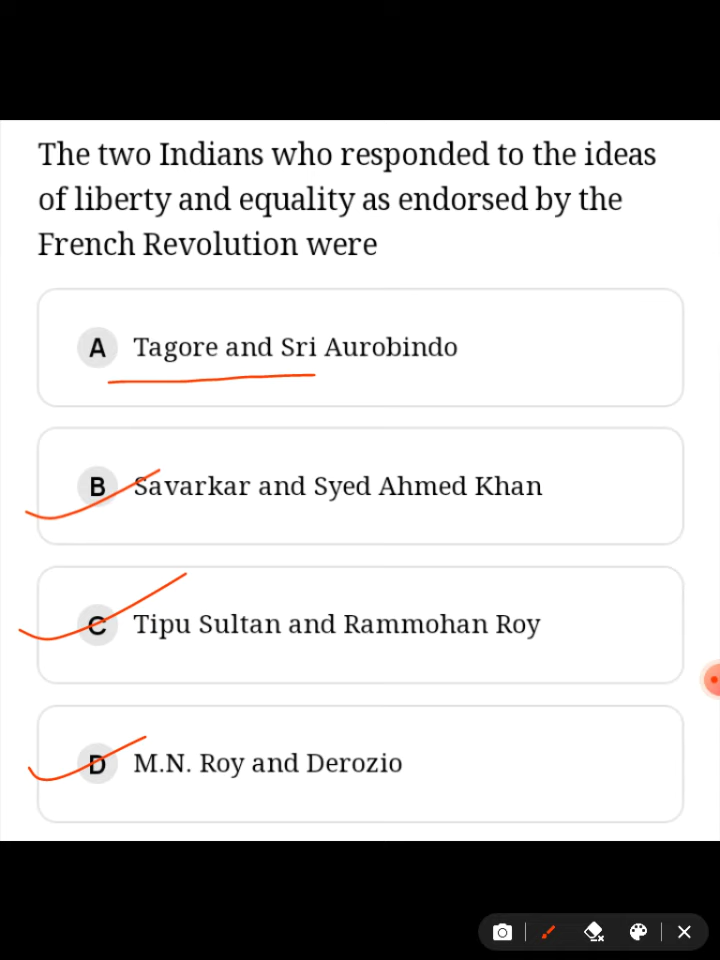 The two Indians who responded to the ideas
of liberty and equality as endorsed by the
French Revolution were
A Tagore and Sri Aurobindo
B Savarkar and Syed Ahmed Khan
C Tipu Sultan and Rammohan Roy
D M.N. Roy and Derozio